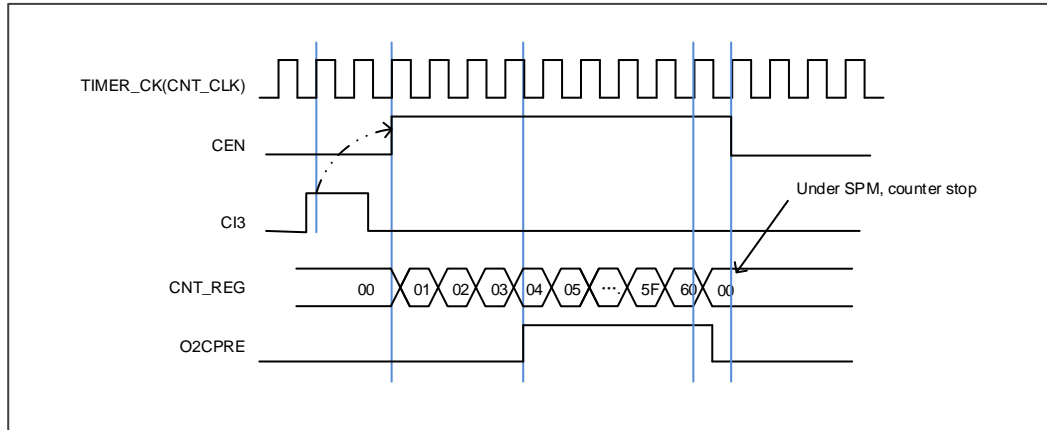 TIMER_CK(CNT_CLK)
CEN
Under SPM, counter stop
CI3
CNT_REG 00 01 02 03 04 05 .... 5F 60 00
O2CPRE